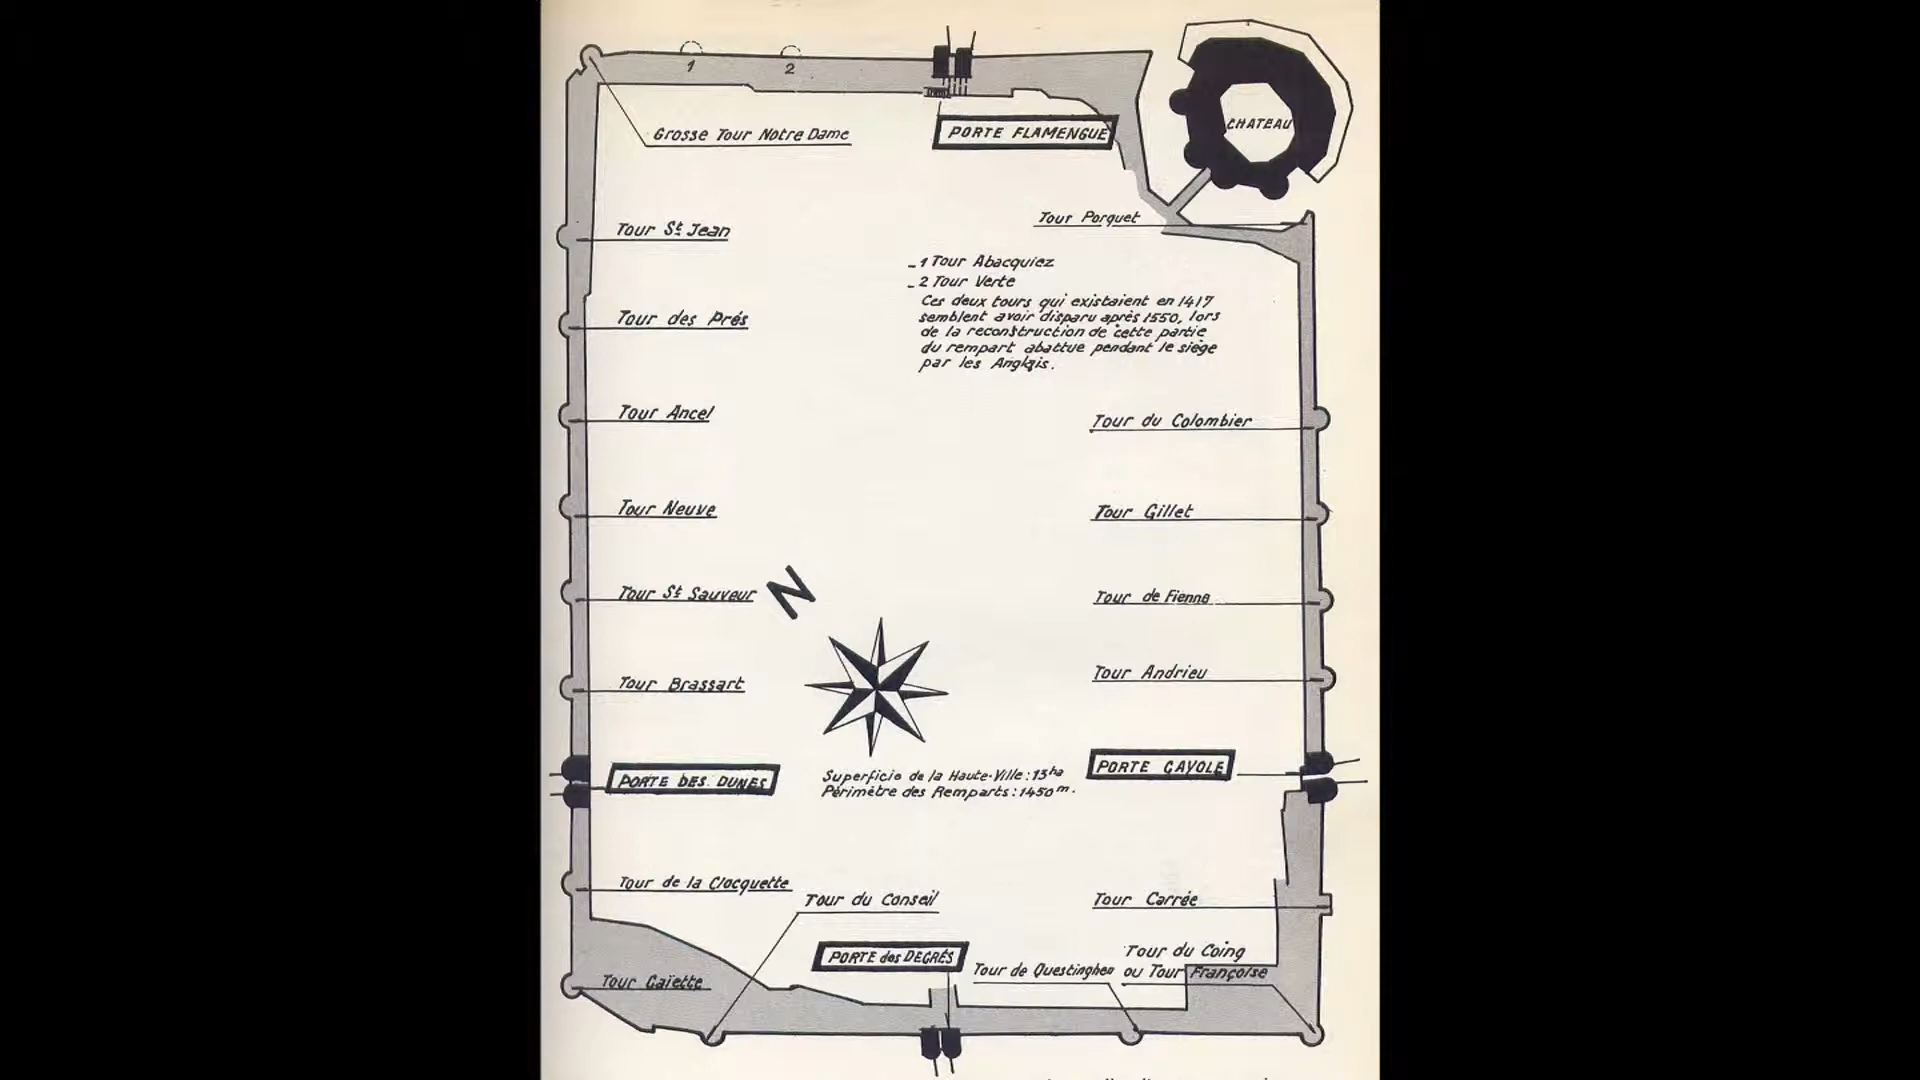 1
2
Grosse Tour Notre Dame
PORTE FLAMENGUE
CHATEAU
Tour St Jean
Tour Porquet
_ 1 Tour Abacquiez
_ 2 Tour Verte
Ces deux tours qui existaient en 1417
semblent avoir disparu après 1550, lors
de la reconstruction de cette partie
du rempart abattue pendant le siège
par les Anglais.
Tour des Prés
Tour Ancel
Tour du Colombier
Tour Neuve
Tour Gillet
Tour St Sauveur
N
Tour de Fienne
Tour Brassart
Tour Andrieu
PORTE DES DUNES
Superficie de la Haute-Ville : 15ha
Périmètre des Remparts : 1450m.
PORTE GAYOLE
Tour de la Clocquette
Tour du Conseil
Tour Carrée
PORTE des DEGRÉS
Tour de Questinghen
Tour du Coing
ou Tour Françoise
Tour Gaïette